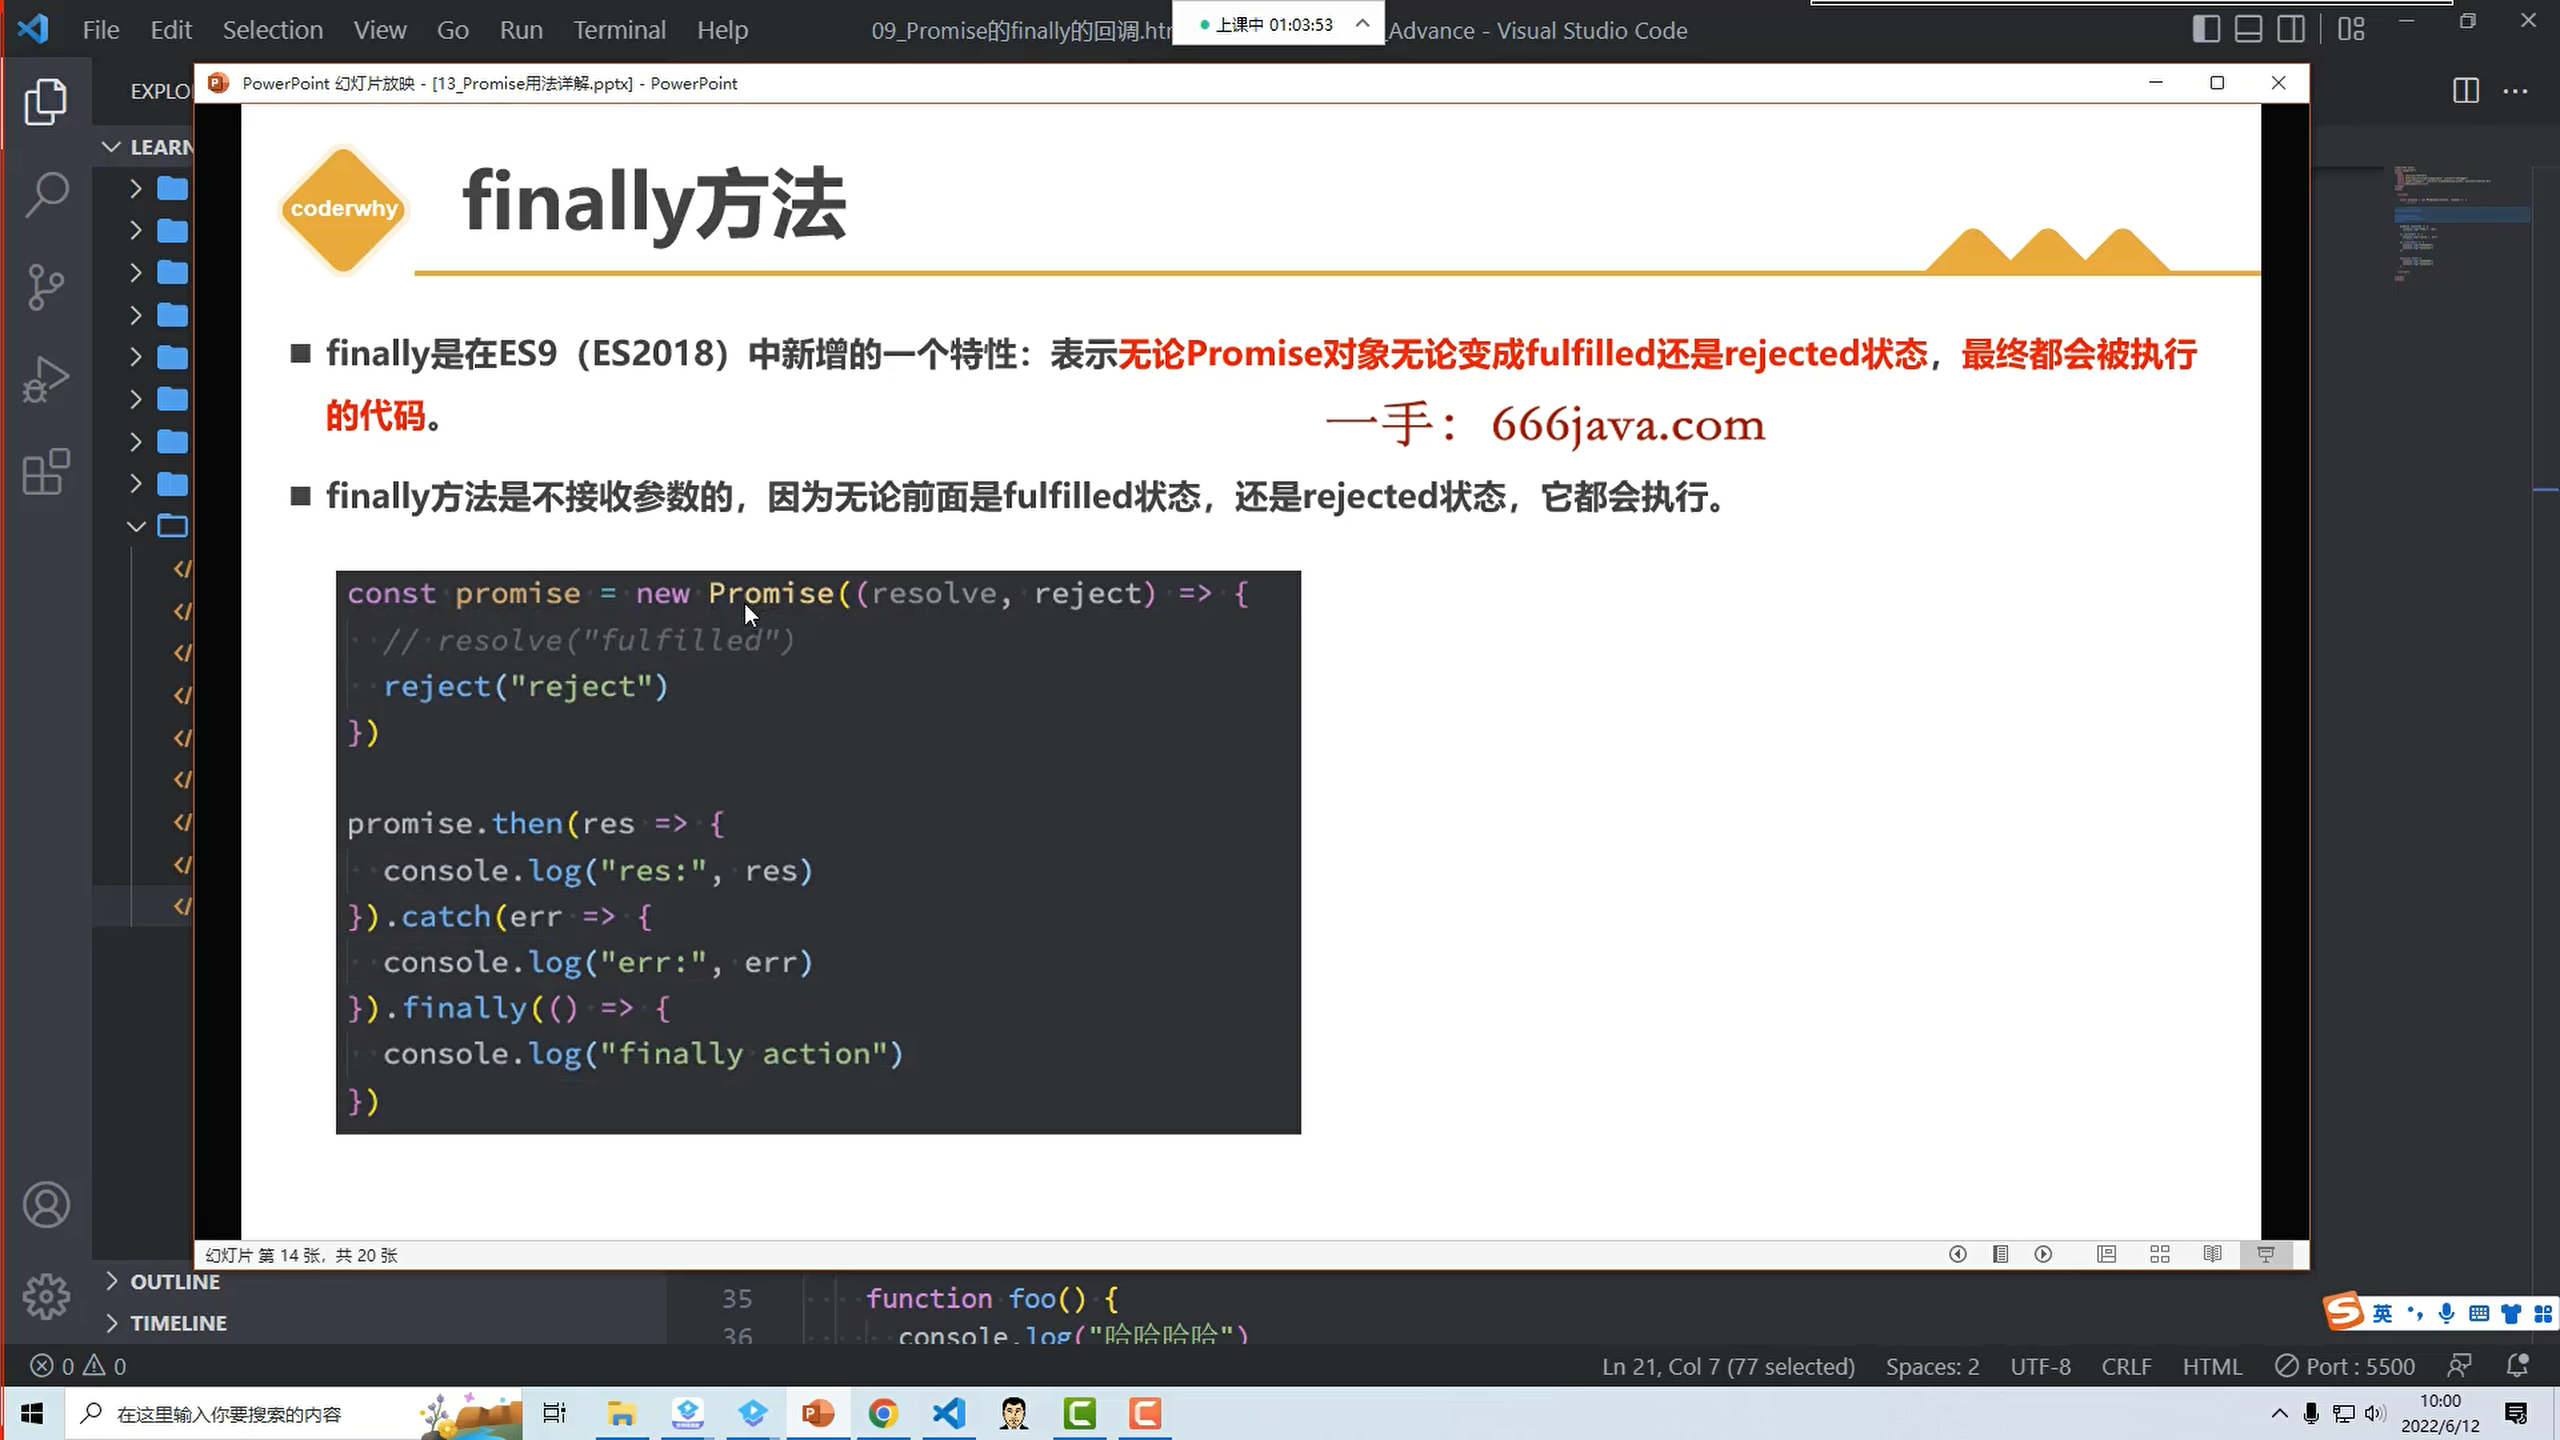 File Edit Selection View Go Run Terminal Help
09_Promise的finally的回调.htm
上课中 01:03:53
Advance - Visual Studio Code
EXPLO
PowerPoint 幻灯片放映 - [13_Promise用法详解.pptx] - PowerPoint
LEARN
coderwhy
finally方法
■ finally是在ES9（ES2018）中新增的一个特性：表示无论Promise对象无论变成fulfilled还是rejected状态，最终都会被执行
的代码。
一手： 666java.com
■ finally方法是不接收参数的，因为无论前面是fulfilled状态，还是rejected状态，它都会执行。
const promise = new Promise((resolve, reject) => {
// resolve("fulfilled")
reject("reject")
})
promise.then(res => {
console.log("res:", res)
}).catch(err => {
console.log("err:", err)
}).finally(() => {
console.log("finally action")
})
幻灯片 第 14 张，共 20 张
OUTLINE
TIMELINE
35 function foo() {
36 console.log("哈哈哈哈")
英
0 0
Ln 21, Col 7 (77 selected) Spaces: 2 UTF-8 CRLF HTML Port : 5500
在这里输入你要搜索的内容
10:00
2022/6/12